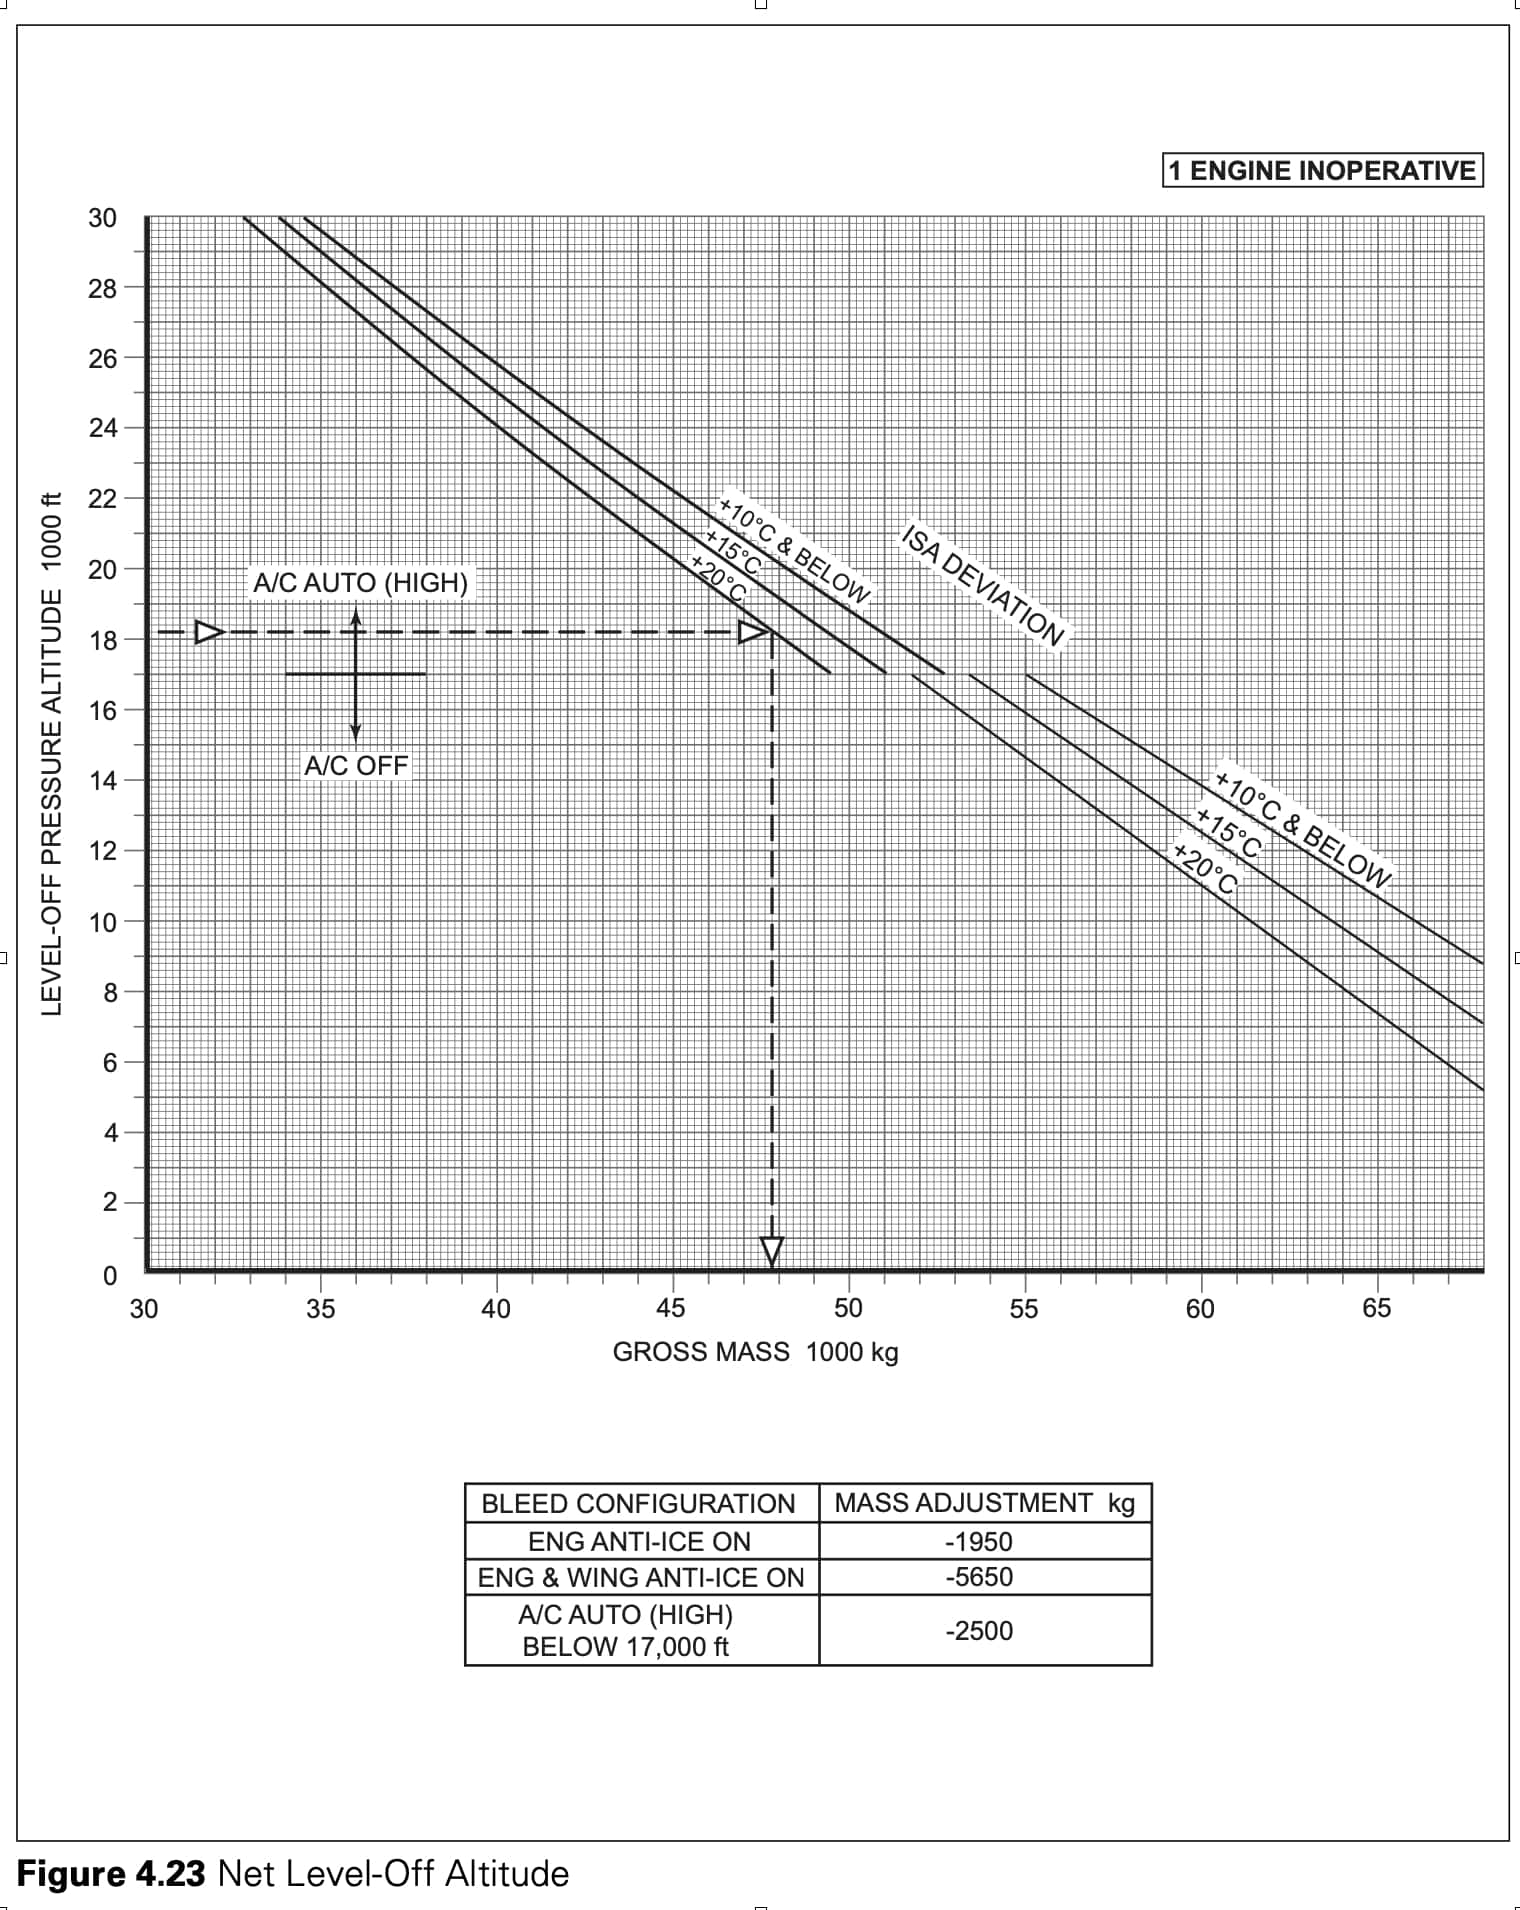 1 ENGINE INOPERATIVE
30
28
26
24
22
20
18
16
14
12
10
8
6
4
2
0
LEVEL-OFF PRESSURE ALTITUDE 1000 ft
+10°C & BELOW
+15°C
+20°C
ISA DEVIATION
A/C AUTO (HIGH)
A/C OFF
+10°C & BELOW
+15°C
+20°C
30 35 40 45 50 55 60 65
GROSS MASS 1000 kg
BLEED CONFIGURATION MASS ADJUSTMENT kg
ENG ANTI-ICE ON -1950
ENG & WING ANTI-ICE ON -5650
A/C AUTO (HIGH)
BELOW 17,000 ft -2500
Figure 4.23 Net Level-Off Altitude